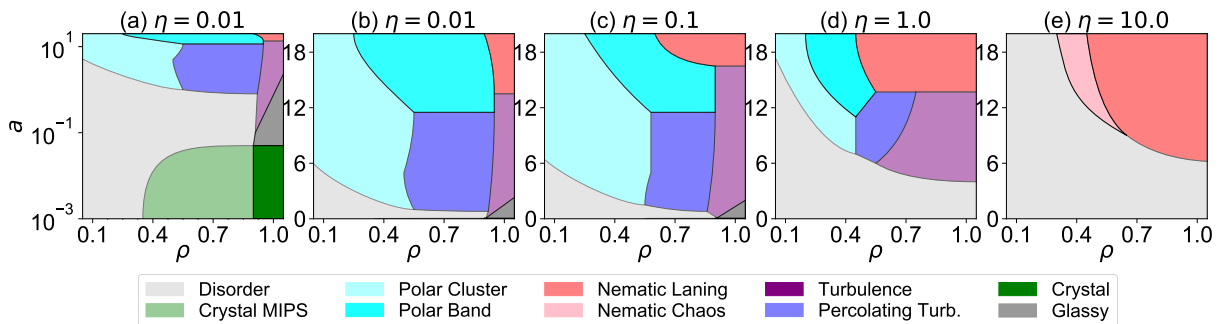 (a) η = 0.01
(b) η = 0.01
(c) η = 0.1
(d) η = 1.0
(e) η = 10.0
a
10¹
10⁻¹
10⁻³
18
12
6
0
18
12
6
0
18
12
6
0
18
12
6
0
0.1 0.4 0.7 1.0
ρ
0.1 0.4 0.7 1.0
ρ
0.1 0.4 0.7 1.0
ρ
0.1 0.4 0.7 1.0
ρ
0.1 0.4 0.7 1.0
ρ
Disorder
Crystal MIPS
Polar Cluster
Polar Band
Nematic Laning
Nematic Chaos
Turbulence
Percolating Turb.
Crystal
Glassy